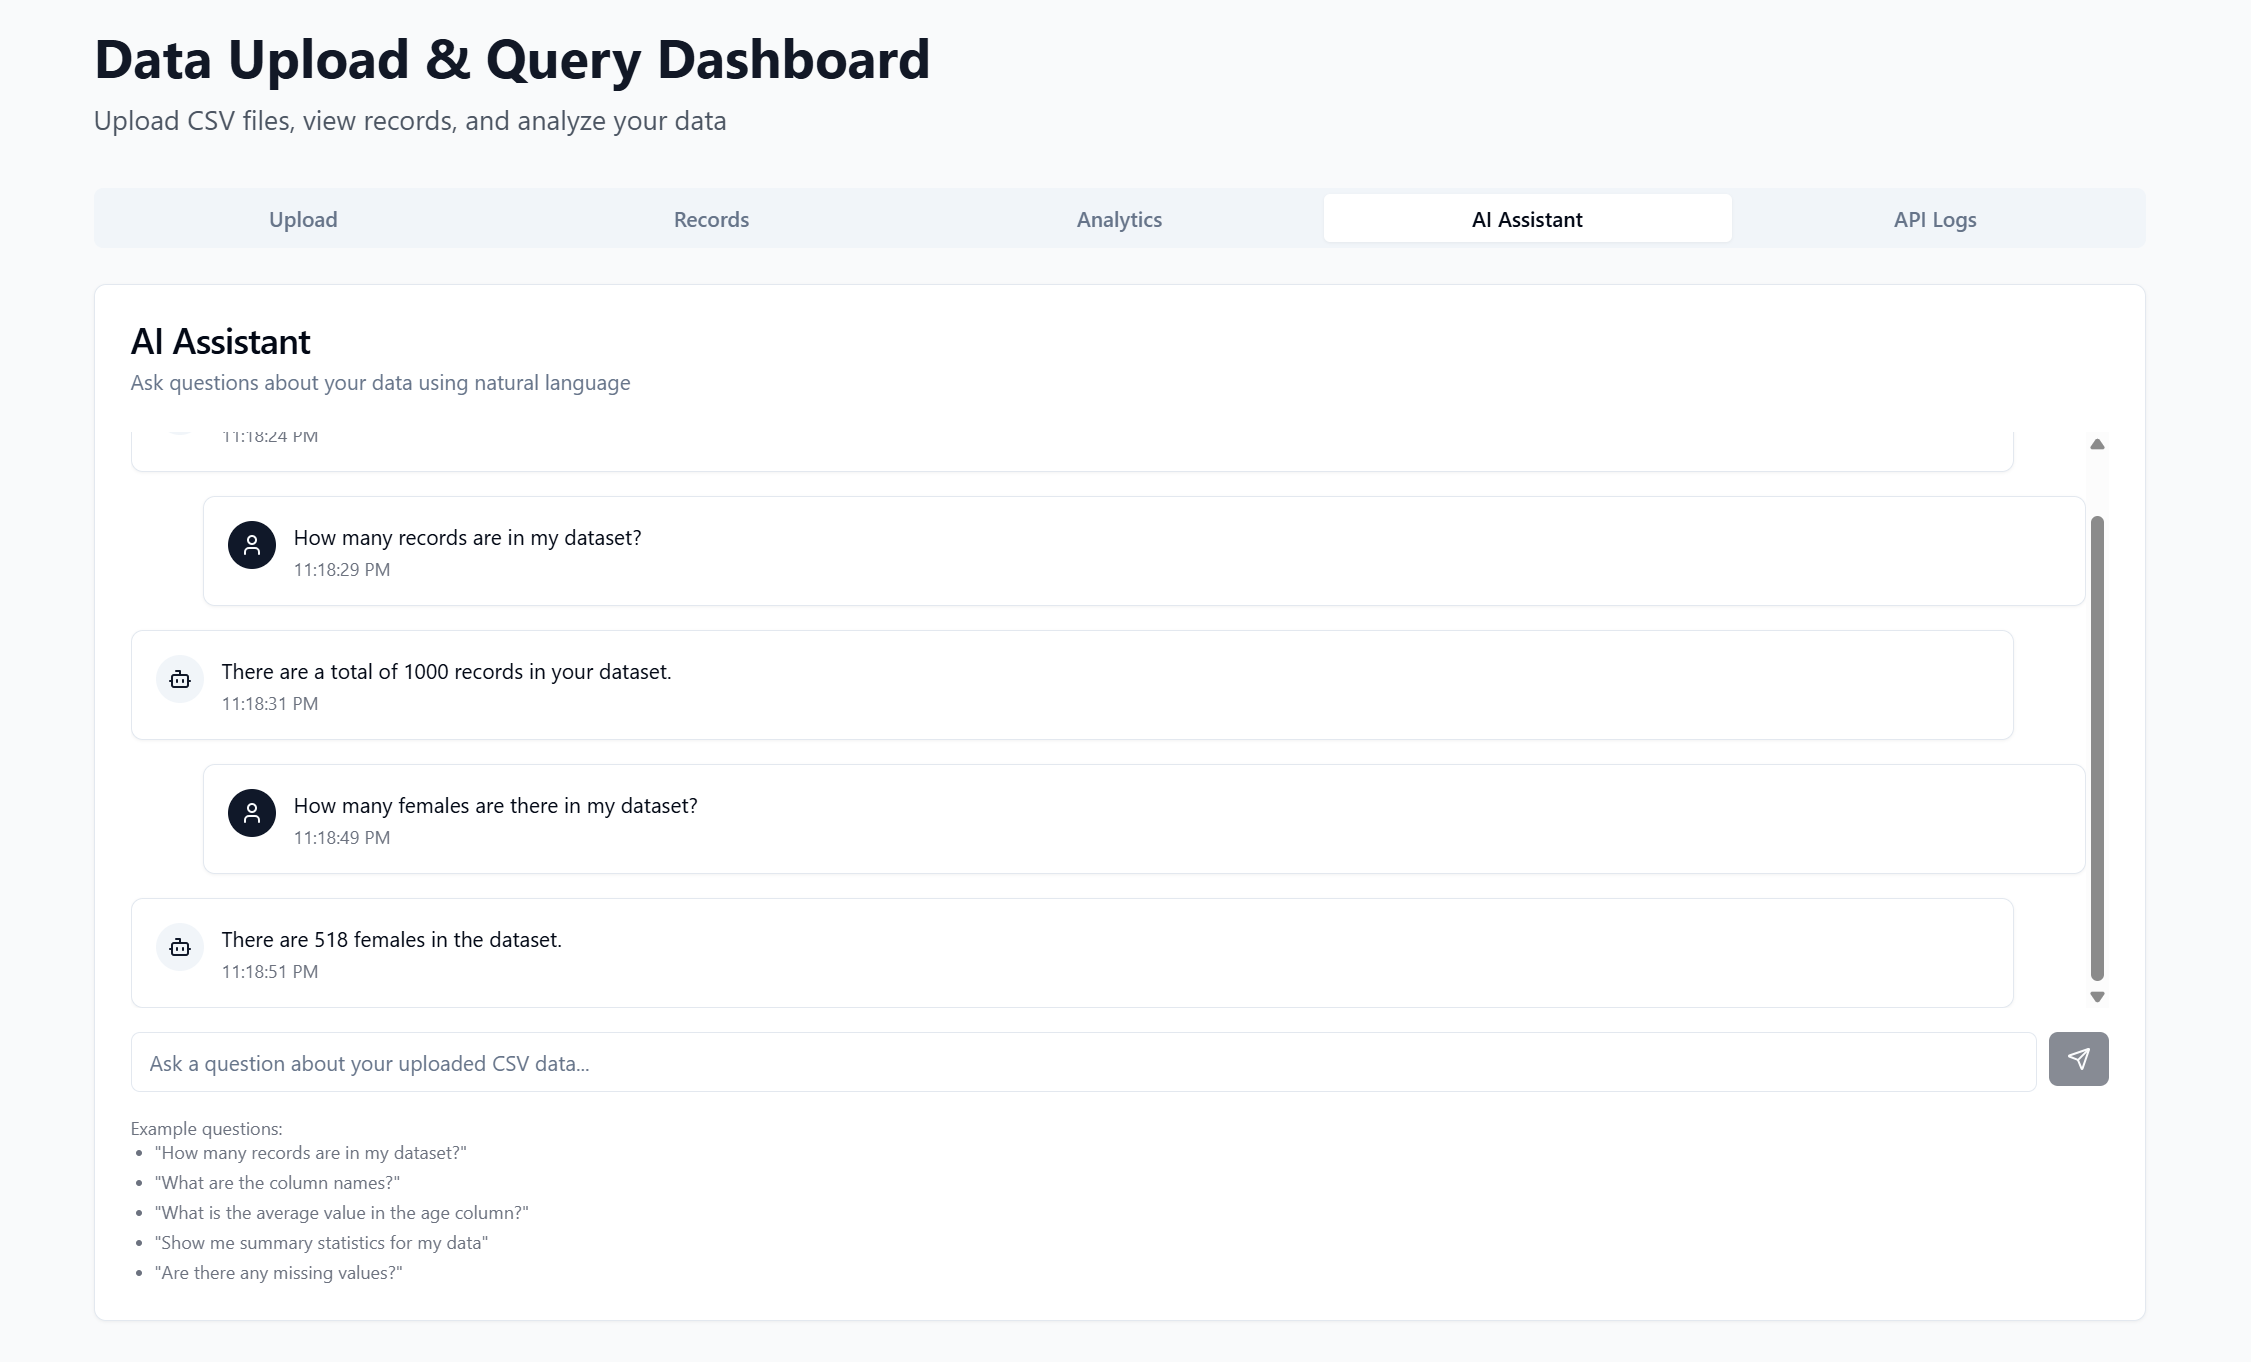 Data Upload & Query Dashboard
Upload CSV files, view records, and analyze your data
Upload
Records
Analytics
AI Assistant
API Logs
AI Assistant
Ask questions about your data using natural language
11:18:24 PM
How many records are in my dataset?
11:18:29 PM
There are a total of 1000 records in your dataset.
11:18:31 PM
How many females are there in my dataset?
11:18:49 PM
There are 518 females in the dataset.
11:18:51 PM
Ask a question about your uploaded CSV data...
Example questions:
• "How many records are in my dataset?"
• "What are the column names?"
• "What is the average value in the age column?"
• "Show me summary statistics for my data"
• "Are there any missing values?"